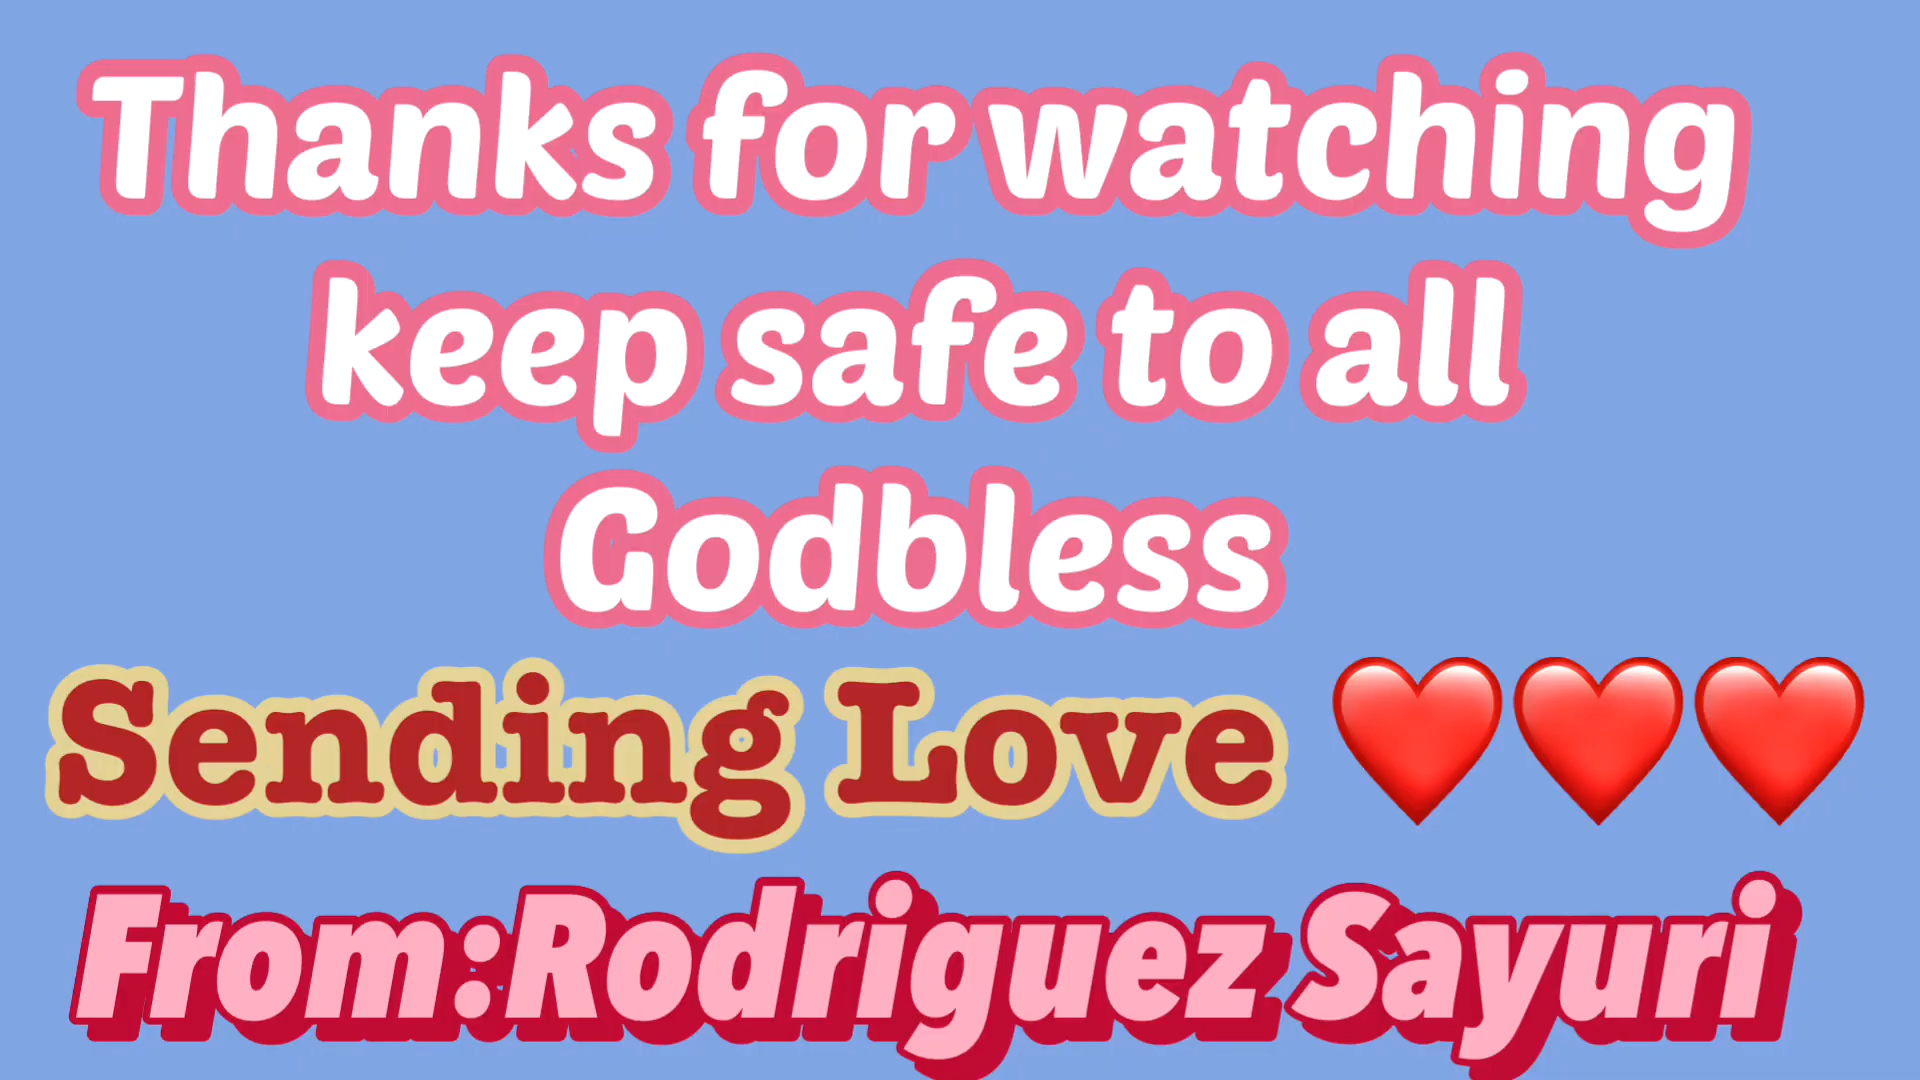 Thanks for watching
keep safe to all
Godbless
Sending Love ❤️❤️❤️
From:Rodriguez Sayuri